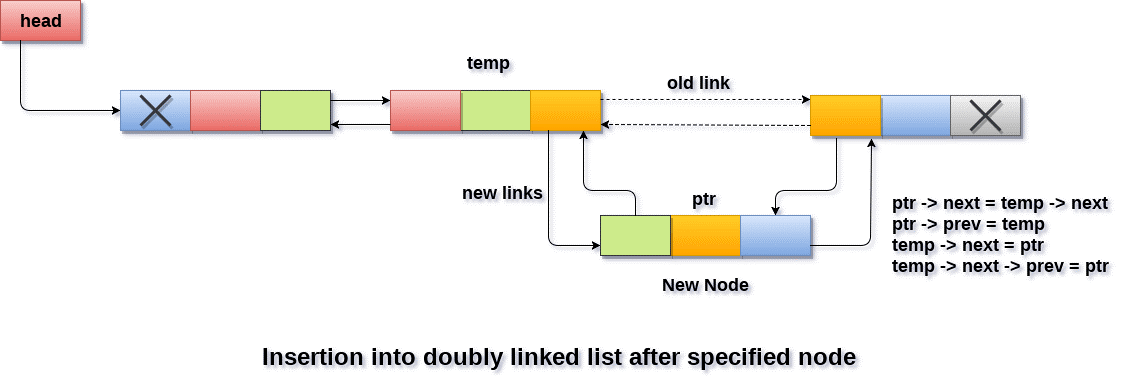 head
temp
old link
new links
ptr
ptr -> next = temp -> next
ptr -> prev = temp
temp -> next = ptr
temp -> next -> prev = ptr
New Node
Insertion into doubly linked list after specified node